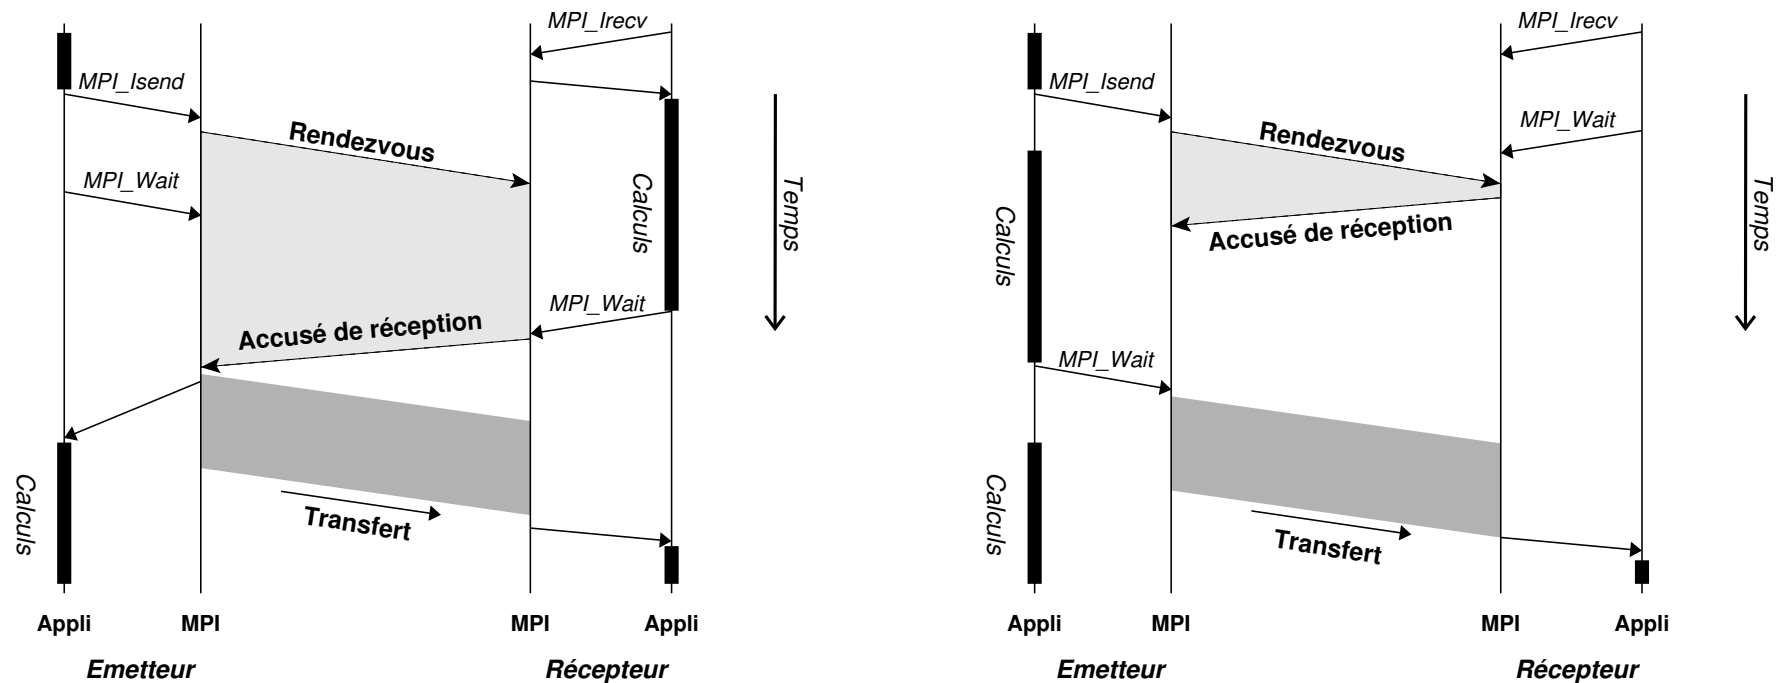 MPI_Irecv
MPI_Isend
Rendezvous
MPI_Wait
Calculs
Temps
MPI_Wait
Accusé de réception
Calculs
Transfert
Appli MPI MPI Appli
Emetteur Récepteur
MPI_Irecv
MPI_Isend
MPI_Wait
Rendezvous
Accusé de réception
Calculs
Temps
MPI_Wait
Calculs
Transfert
Appli MPI MPI Appli
Emetteur Récepteur